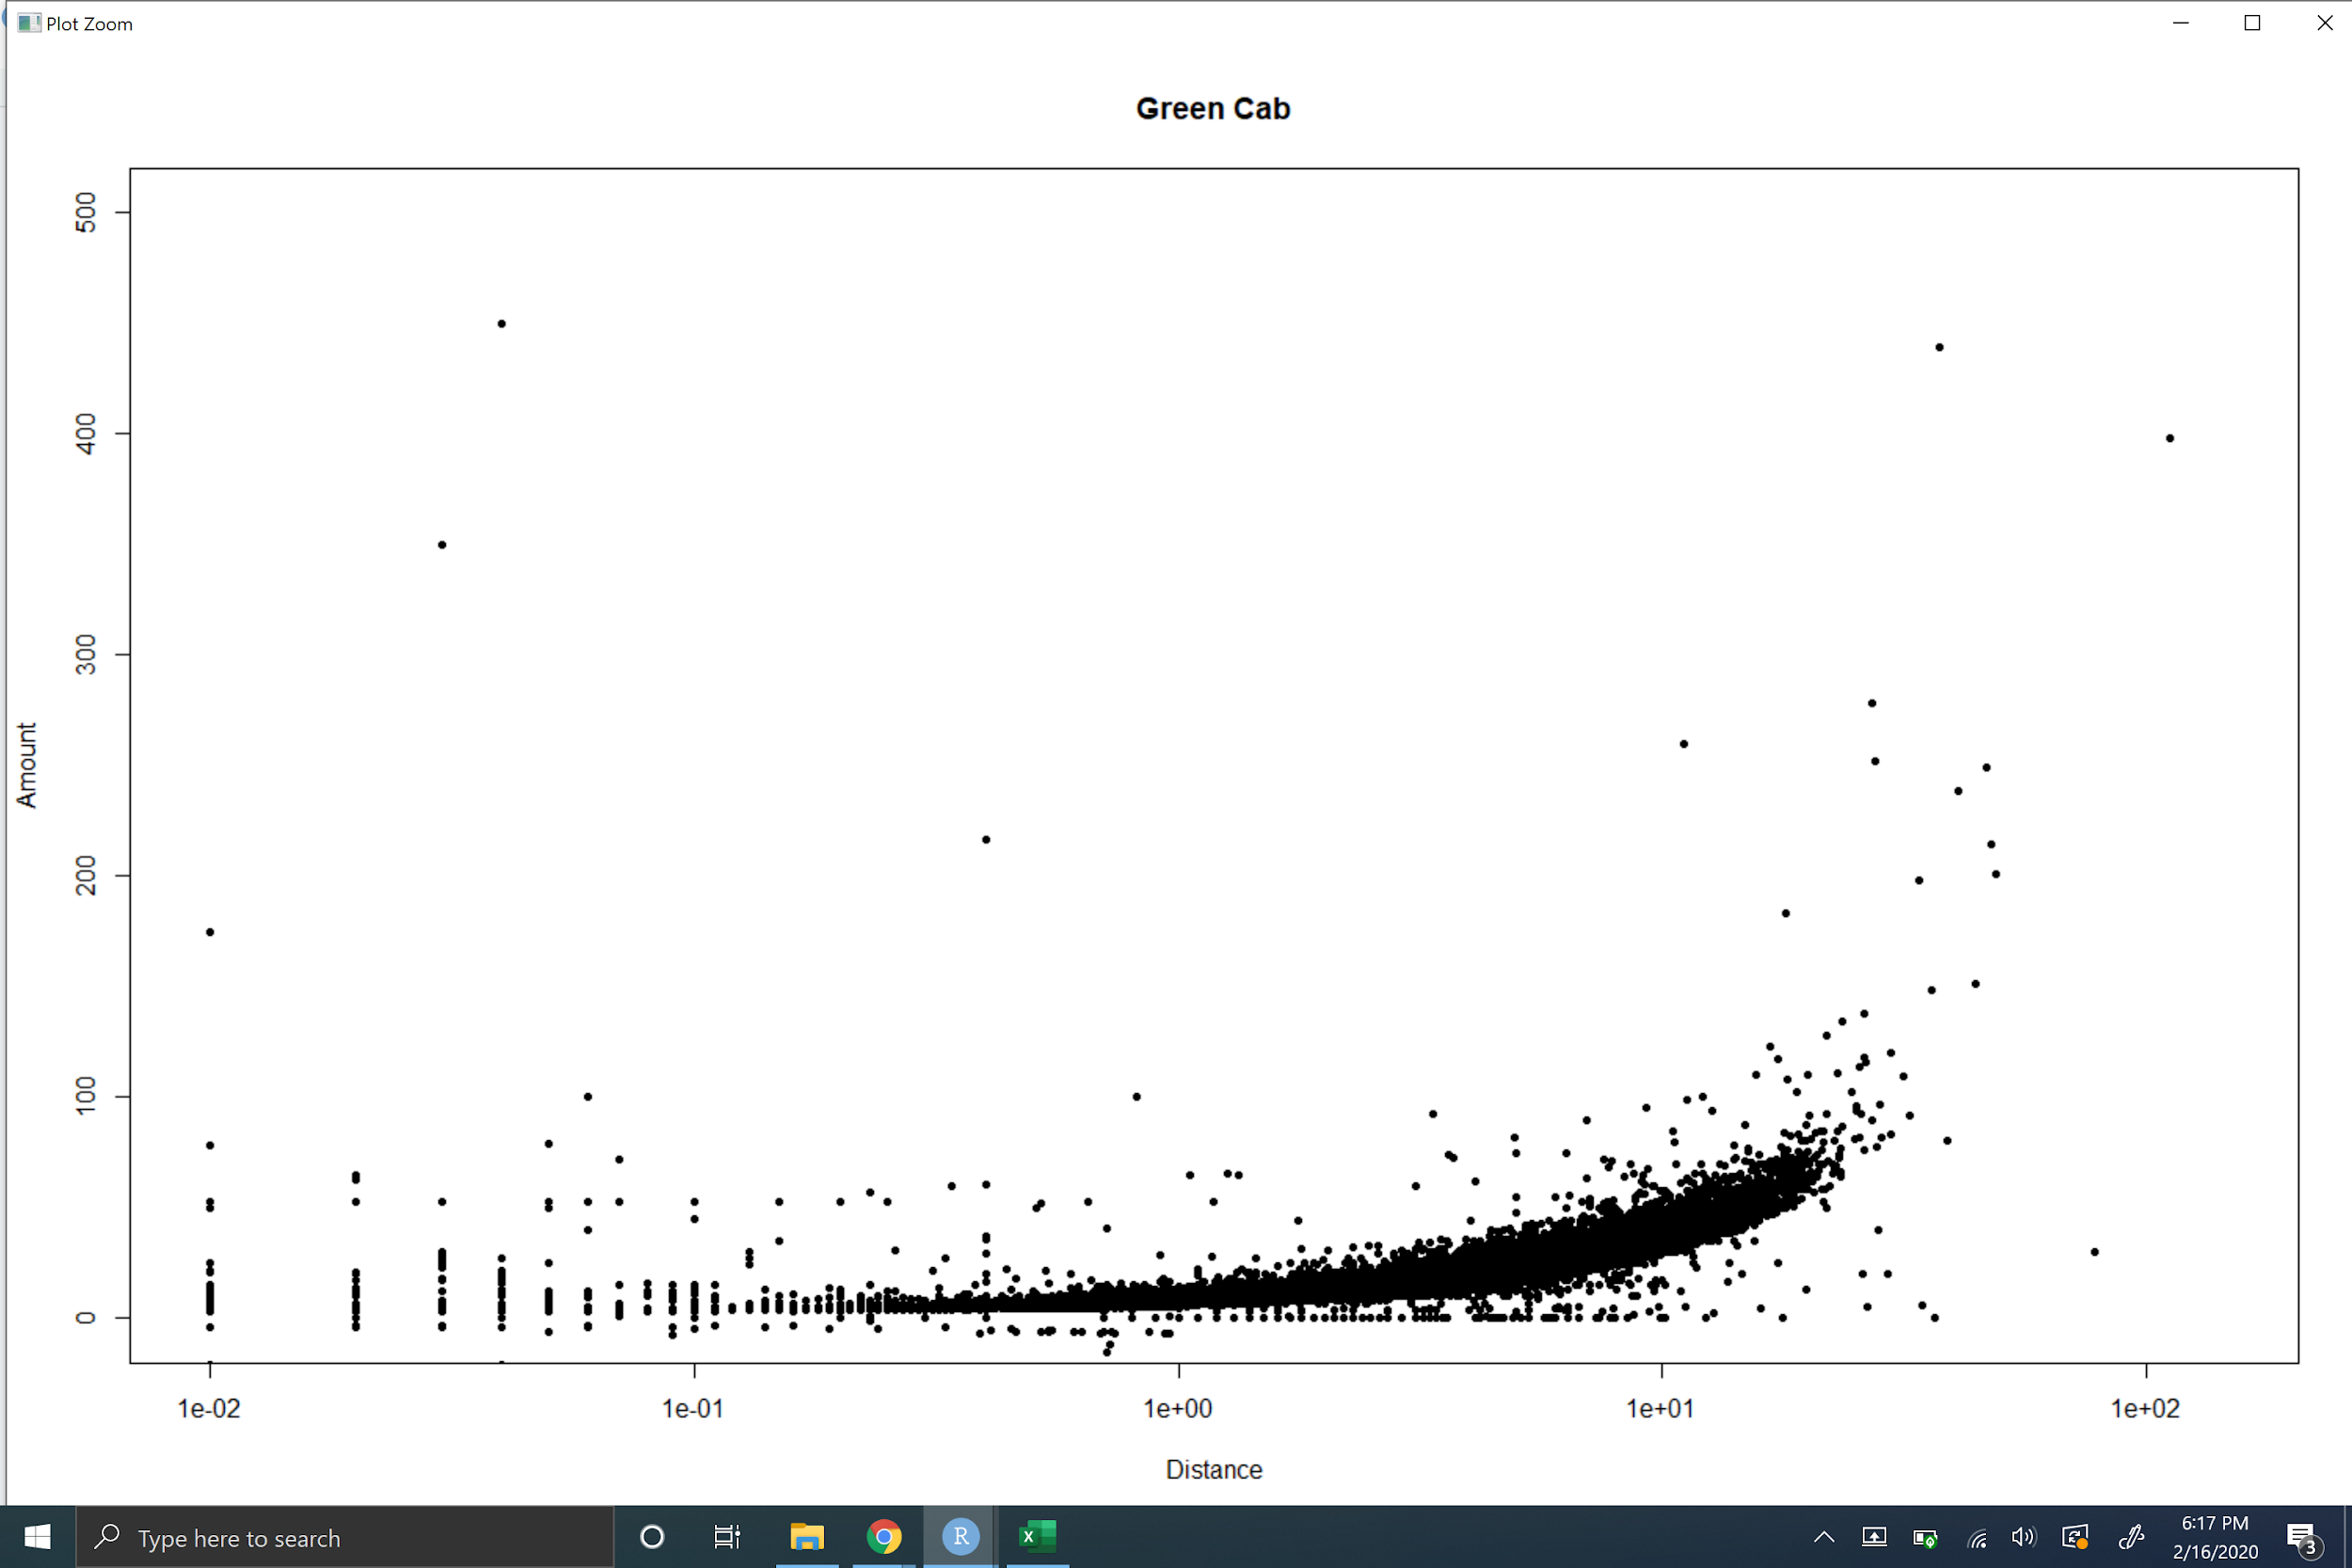 Plot Zoom
Green Cab
500
400
300
200
100
0
Amount
1e-02 1e-01 1e+00 1e+01 1e+02
Distance
Type here to search
R
X
6:17 PM
2/16/2020
3